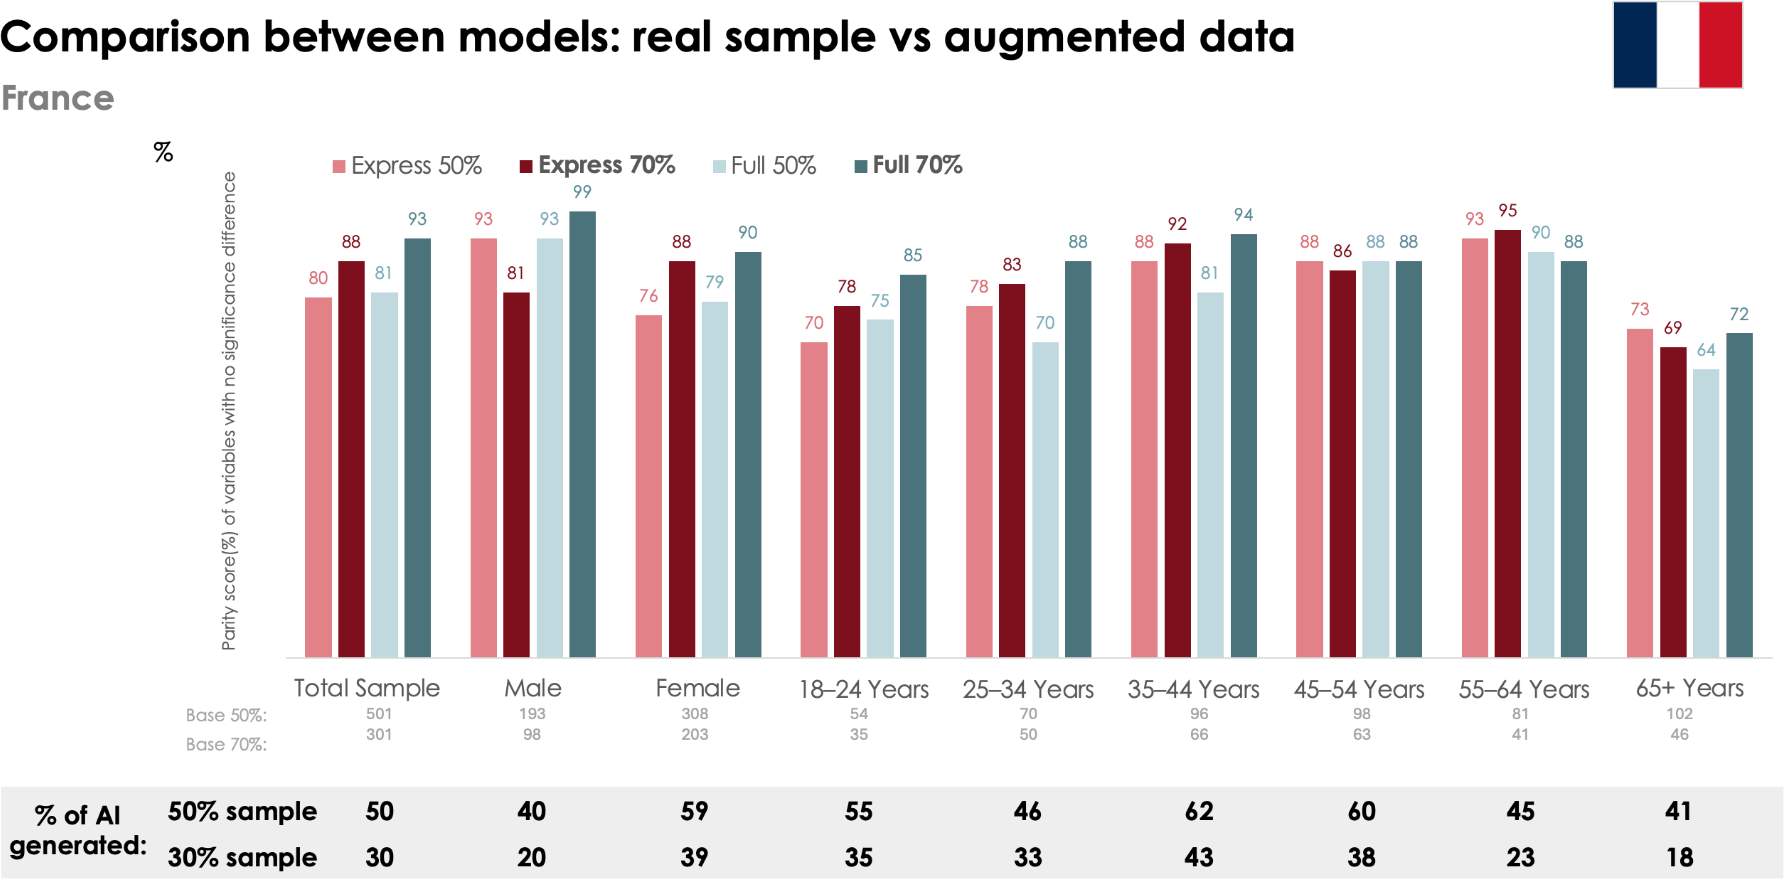 Comparison between models: real sample vs augmented data
France
%
Parity score(%) of variables with no significance difference
Express 50% Express 70% Full 50% Full 70%
80 88 81 93
93 81 93 99
76 88 79 90
70 78 75 85
78 83 70 88
88 92 81 94
88 86 88 88
93 95 90 88
73 69 64 72
Total Sample Male Female 18–24 Years 25–34 Years 35–44 Years 45–54 Years 55–64 Years 65+ Years
Base 50%: 501 193 308 54 70 96 98 81 102
Base 70%: 301 98 203 35 50 66 63 41 46
% of AI generated:
50% sample 50 40 59 55 46 62 60 45 41
30% sample 30 20 39 35 33 43 38 23 18